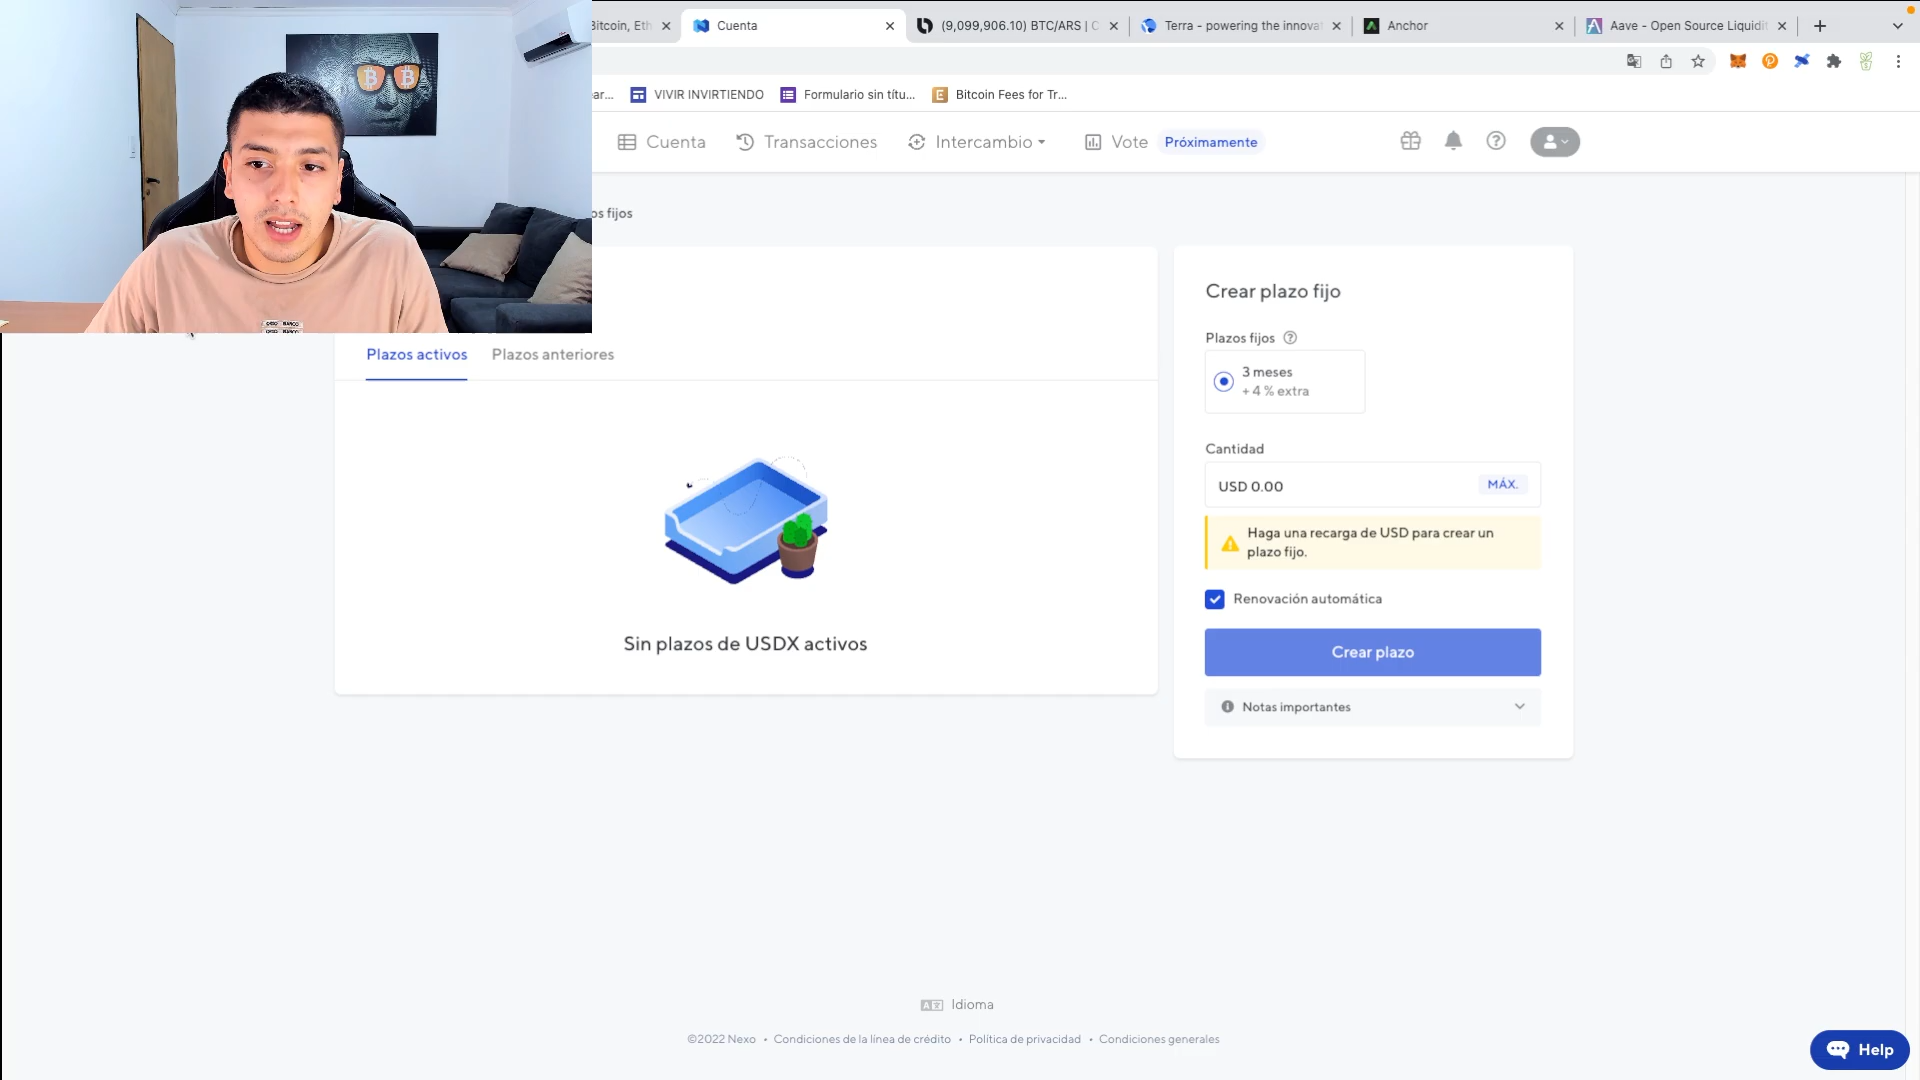 Bitcoin, Eth
Cuenta
(9,099,906.10) BTC/ARS | C
Terra - powering the innova
Anchor
Aave - Open Source Liquidit
ar...
VIVIR INVIRTIENDO
Formulario sin títu...
Bitcoin Fees for Tr...
Cuenta
Transacciones
Intercambio
Vote
Próximamente
os fijos
Plazos activos
Plazos anteriores
Sin plazos de USDX activos
Crear plazo fijo
Plazos fijos
3 meses
+ 4 % extra
Cantidad
USD 0.00
MÁX.
Haga una recarga de USD para crear un
plazo fijo.
Renovación automática
Crear plazo
Notas importantes
Idioma
©2022 Nexo • Condiciones de la línea de crédito • Política de privacidad • Condiciones generales
Help